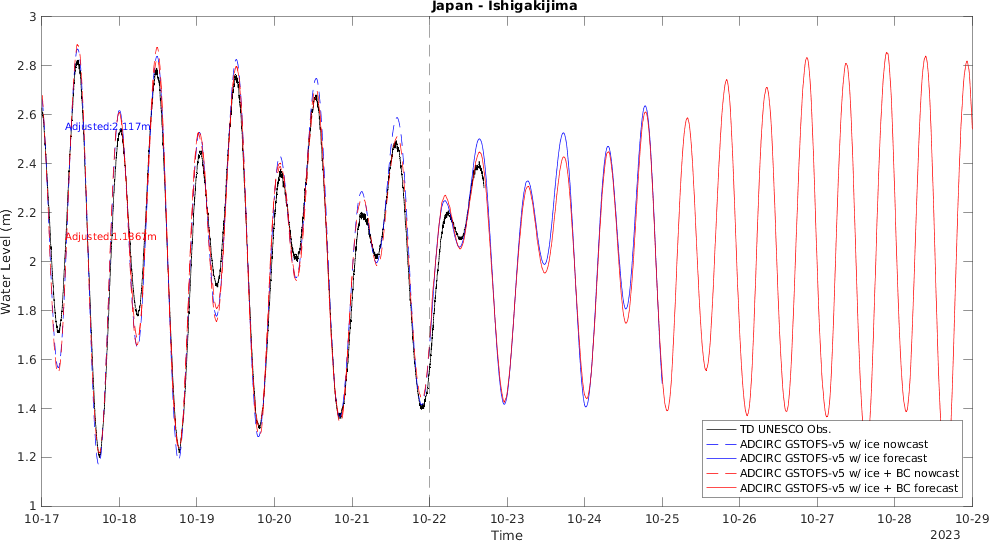 Japan - Ishigakijima
3
2.8
2.6
2.4
2.2
2
1.8
1.6
1.4
1.2
1
Water Level (m)
Adjusted:2.117m
Adjusted:1.1867m
TD UNESCO Obs.
ADCIRC GSTOFS-v5 w/ ice nowcast
ADCIRC GSTOFS-v5 w/ ice forecast
ADCIRC GSTOFS-v5 w/ ice + BC nowcast
ADCIRC GSTOFS-v5 w/ ice + BC forecast
10-17 10-18 10-19 10-20 10-21 10-22 10-23 10-24 10-25 10-26 10-27 10-28 10-29
Time
2023